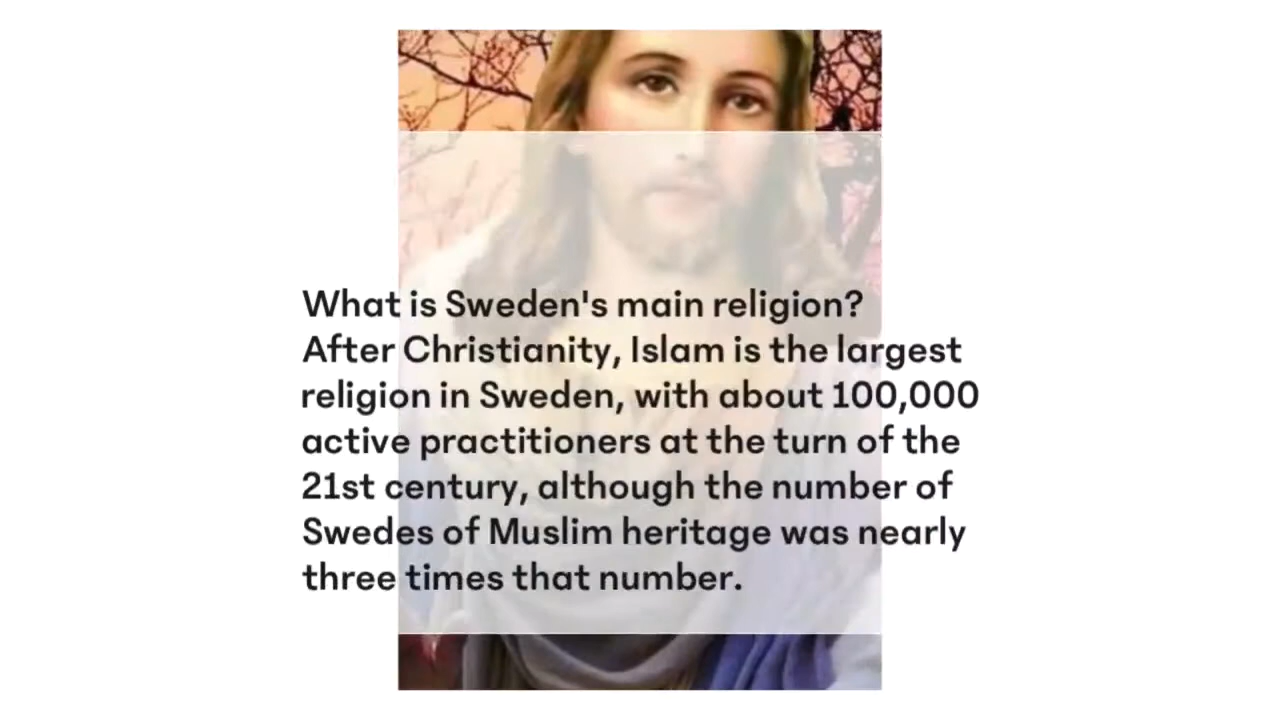 What is Sweden's main religion?
After Christianity, Islam is the largest
religion in Sweden, with about 100,000
active practitioners at the turn of the
21st century, although the number of
Swedes of Muslim heritage was nearly
three times that number.